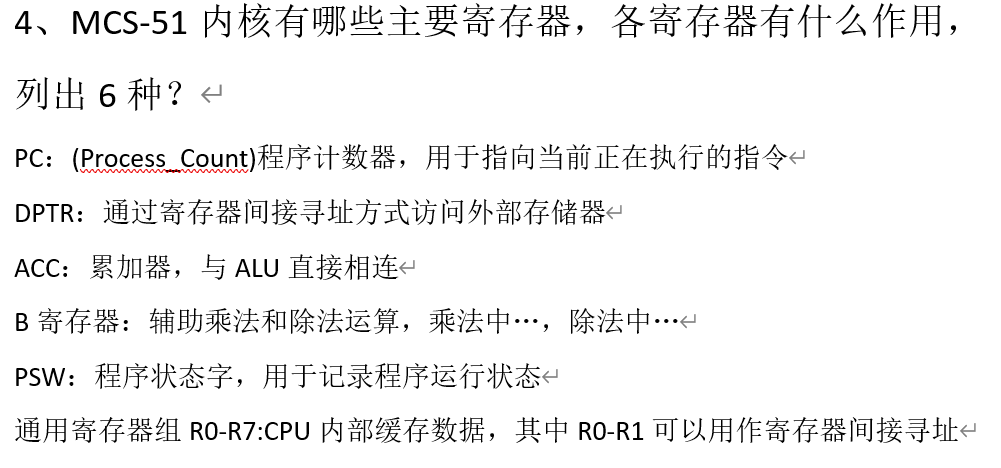 4、MCS-51 内核有哪些主要寄存器，各寄存器有什么作用，
列出 6 种？
PC：(Process_Count)程序计数器，用于指向当前正在执行的指令
DPTR：通过寄存器间接寻址方式访问外部存储器
ACC：累加器，与 ALU 直接相连
B 寄存器：辅助乘法和除法运算，乘法中…，除法中…
PSW：程序状态字，用于记录程序运行状态
通用寄存器组 R0-R7:CPU 内部缓存数据，其中 R0-R1 可以用作寄存器间接寻址